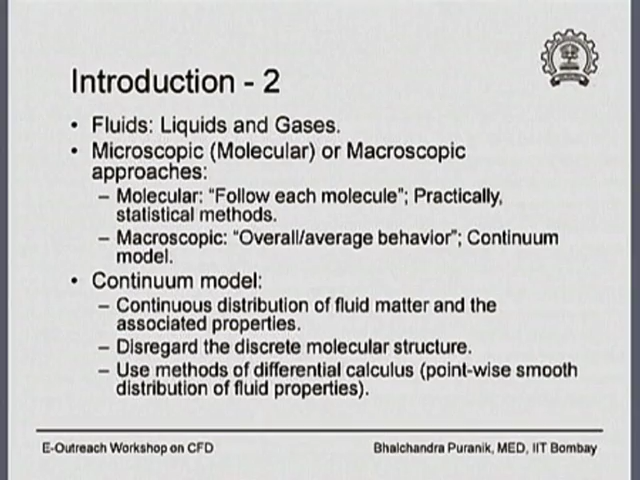 Introduction - 2
• Fluids: Liquids and Gases.
• Microscopic (Molecular) or Macroscopic
approaches:
– Molecular: “Follow each molecule”; Practically,
statistical methods.
– Macroscopic: “Overall/average behavior”; Continuum
model.
• Continuum model:
– Continuous distribution of fluid matter and the
associated properties.
– Disregard the discrete molecular structure.
– Use methods of differential calculus (point-wise smooth
distribution of fluid properties).
E-Outreach Workshop on CFD
Bhalchandra Puranik, MED, IIT Bombay